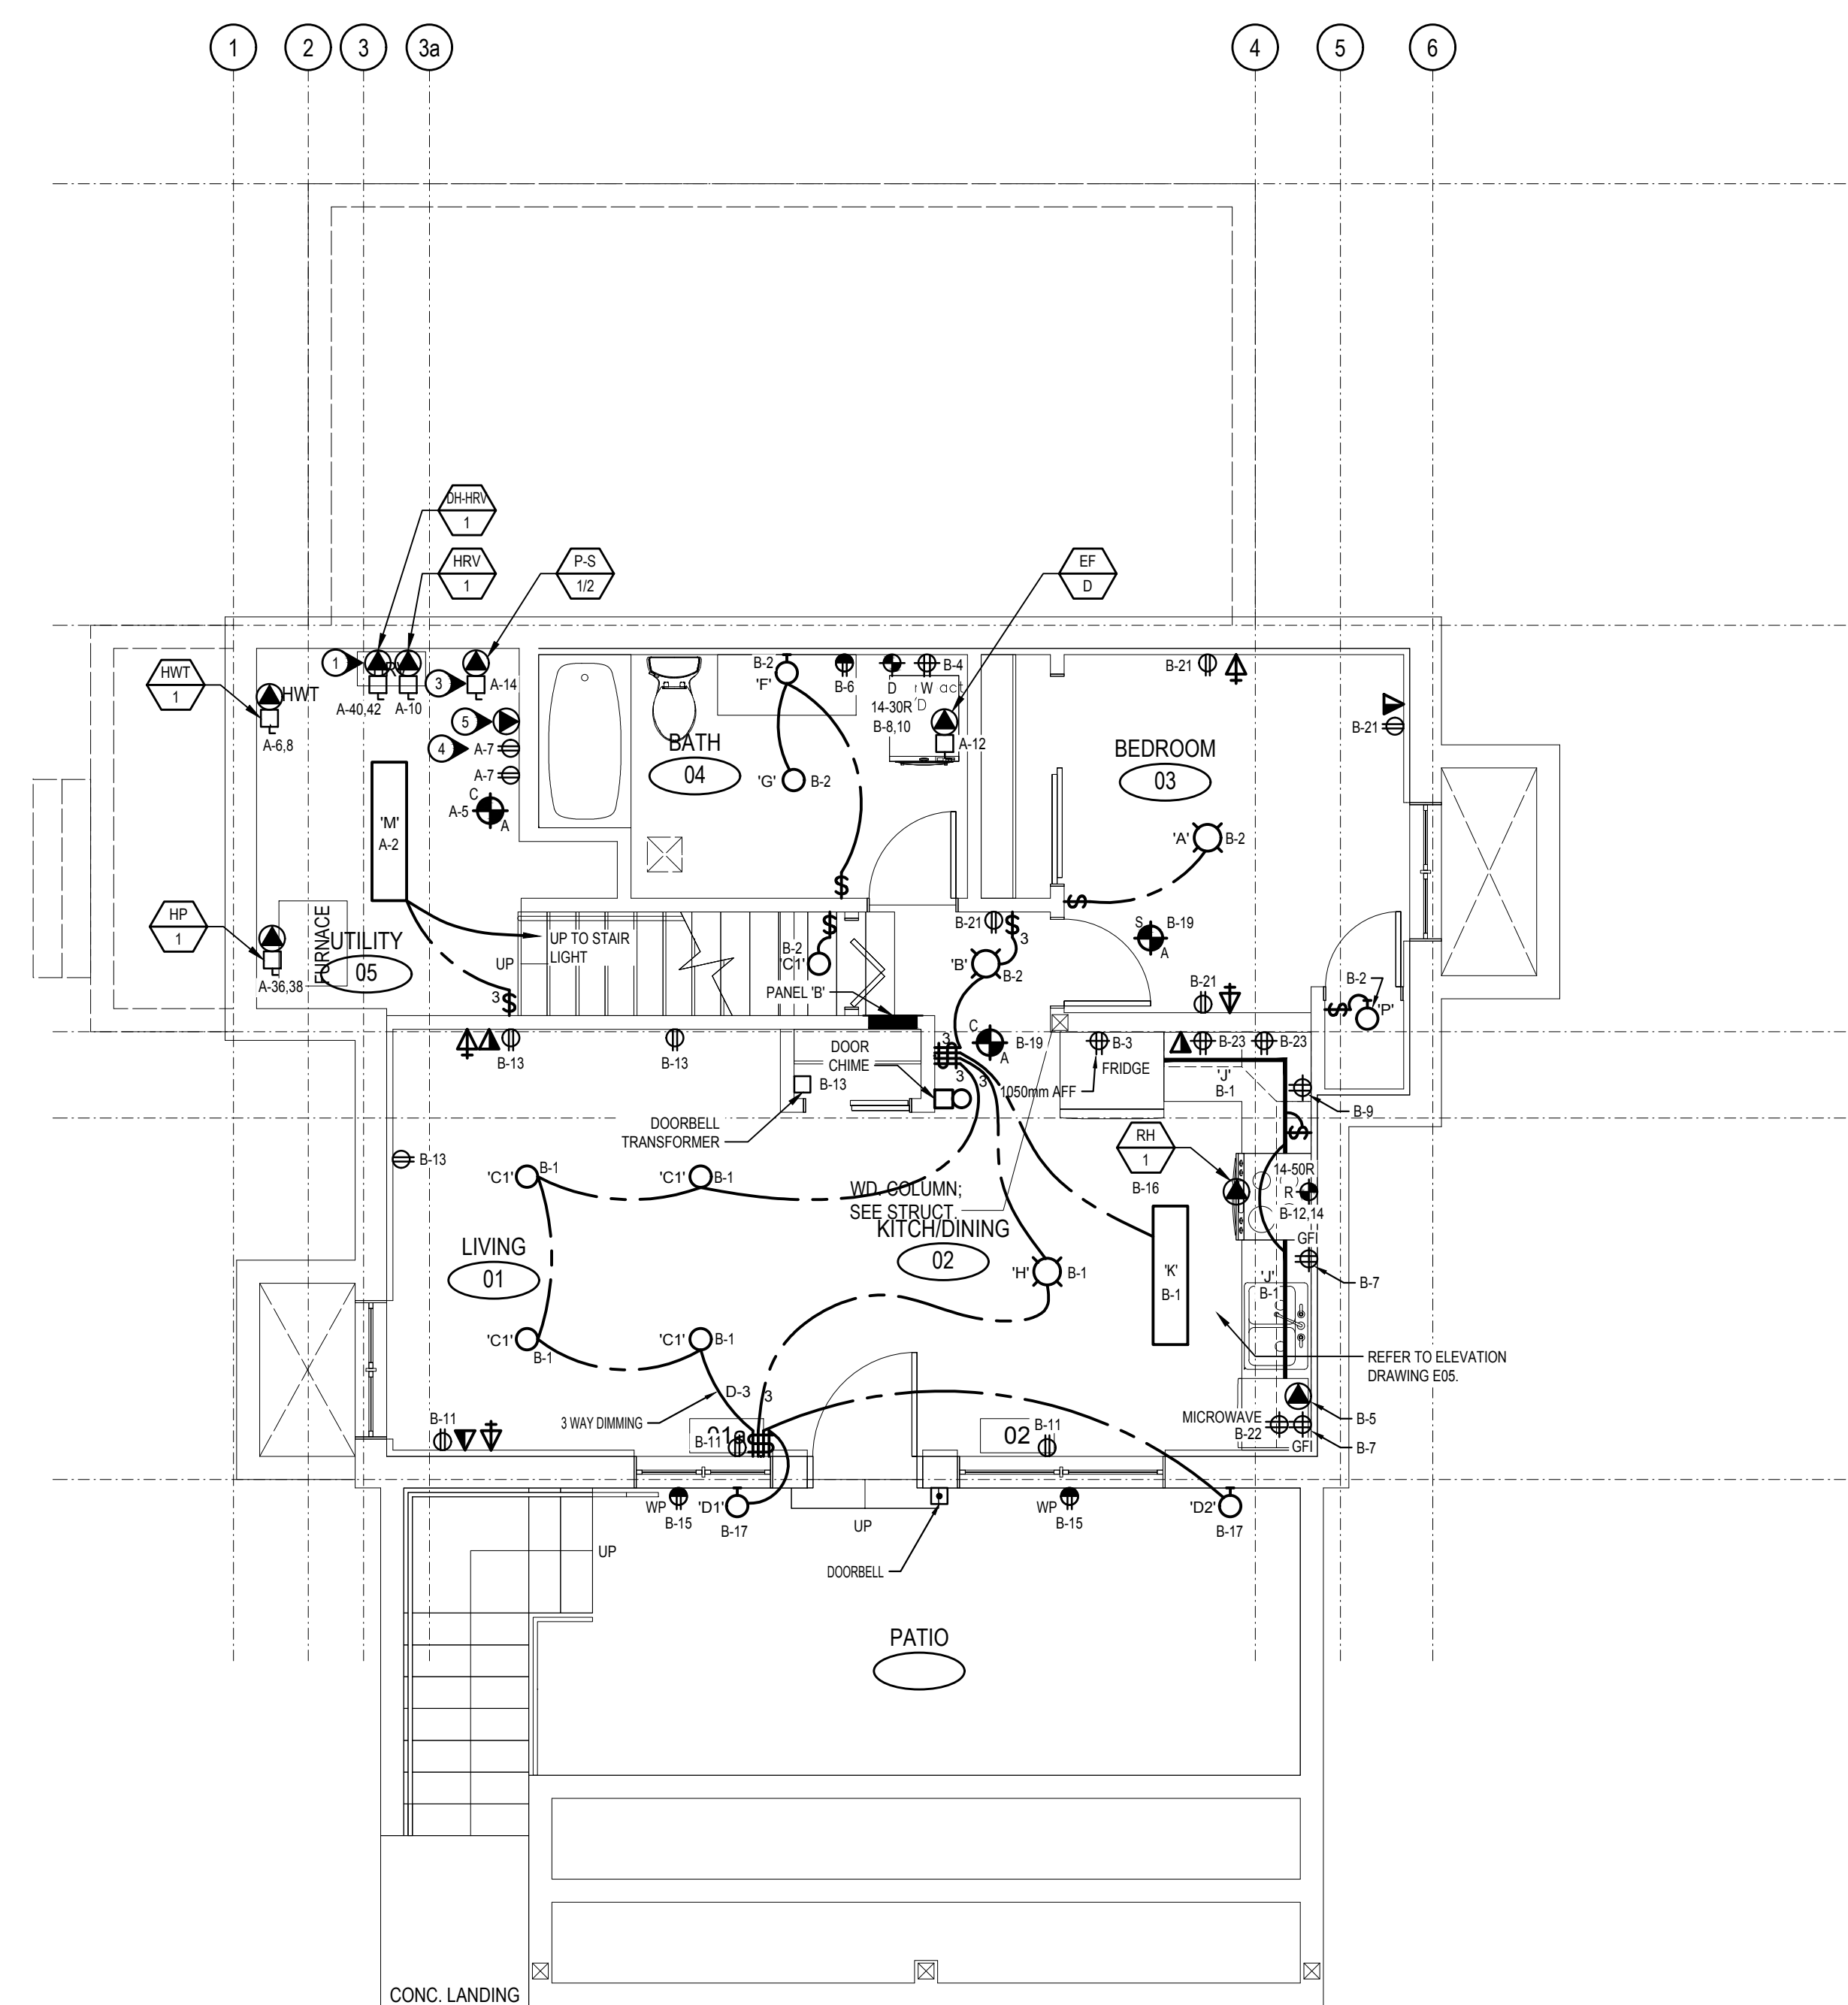 1
2
3
3a
4
5
6
DH-HRV
1
HRV
1
P-S
1/2
EF
D
HWT
1
HWT
A-6,8
1
A-40,42
A-10
3
A-14
5
4
A-7
A-7
C
A-5
A
'M'
A-2
HP
1
A-36,38
FURNACE
UTILITY
05
UP TO STAIR
LIGHT
UP
3
B-2
'F'
B-6
D
W
B-4
14-30R
B-8,10
A-12
BATH
04
'G'
B-2
BEDROOM
03
B-21
B-21
'A'
B-2
S
B-19
A
B-21
B-2
'P'
B-21
3
'B'
B-2
B-2
'C1'
PANEL 'B'
C
B-19
A
3
3
3
DOOR
CHIME
B-13
DOORBELL
TRANSFORMER
B-13
B-13
B-13
B-3
FRIDGE
1050mm AFF
B-23
B-23
'J'
B-1
B-9
RH
1
B-16
14-50R
R
B-12,14
GFI
B-7
'J'
B-1
'C1'
B-1
'C1'
B-1
WD. COLUMN;
SEE STRUCT.
KITCH/DINING
02
LIVING
01
'H'
B-1
'K'
B-1
'C1'
B-1
'C1'
B-1
D-3
3
3 WAY DIMMING
REFER TO ELEVATION
DRAWING E05.
MICROWAVE
B-22
B-5
GFI
B-7
B-11
B-11
02
B-11
WP
B-15
'D1'
B-17
UP
WP
B-15
'D2'
B-17
DOORBELL
UP
PATIO
CONC. LANDING